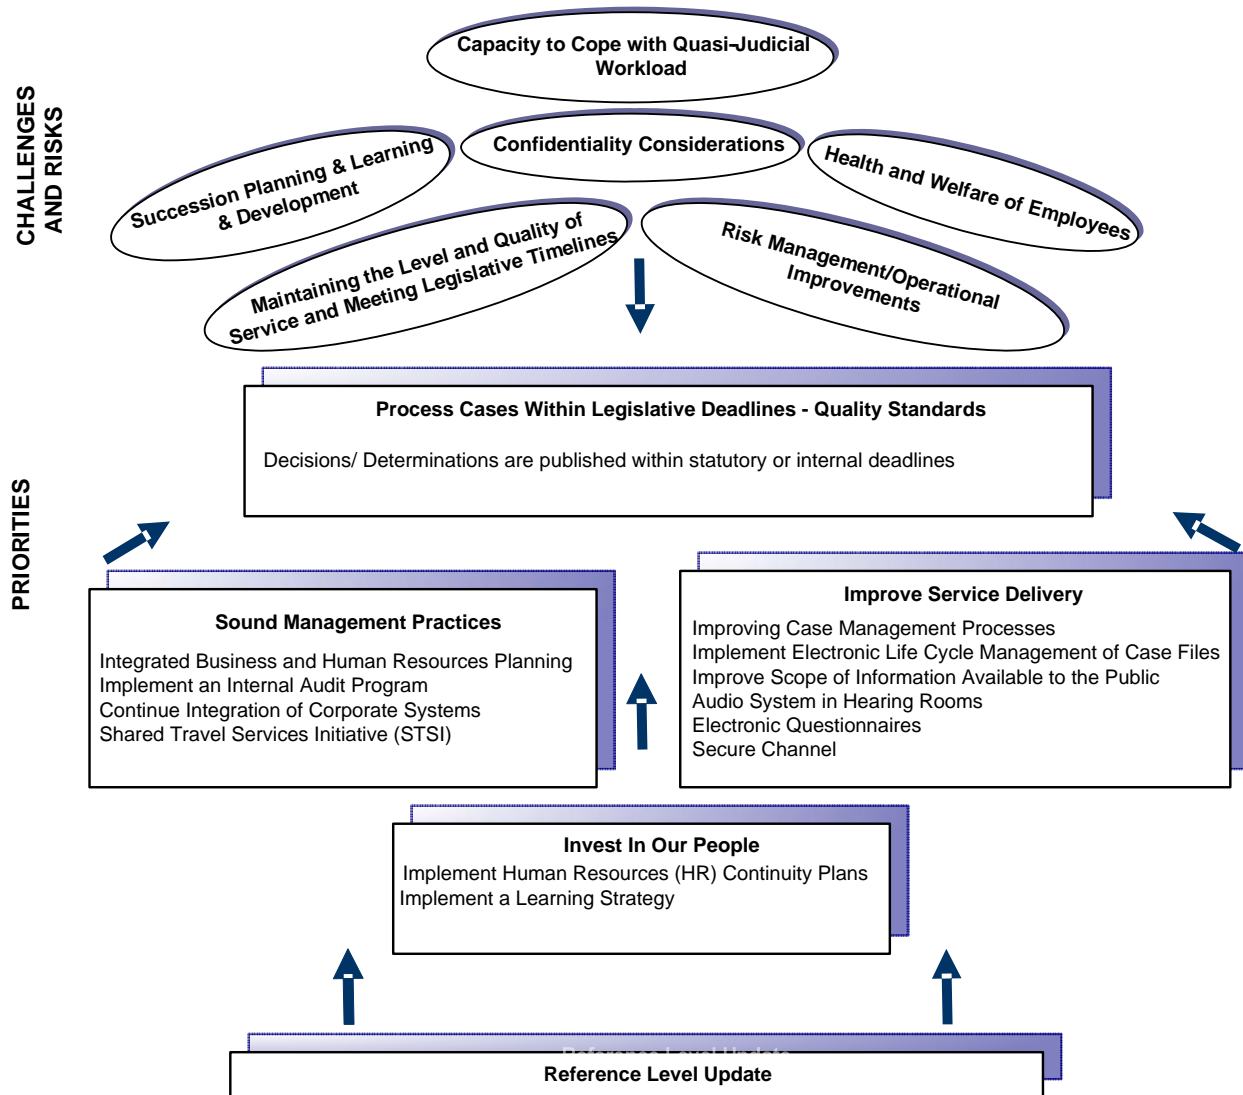 CHALLENGES
AND RISKS
Capacity to Cope with Quasi-Judicial
Workload
Confidentiality Considerations
Succession Planning & Learning
& Development
Health and Welfare of Employees
Maintaining the Level and Quality of
Service and Meeting Legislative Timelines
Risk Management/Operational
Improvements
PRIORITIES
Process Cases Within Legislative Deadlines - Quality Standards
Decisions/ Determinations are published within statutory or internal deadlines
Sound Management Practices
Integrated Business and Human Resources Planning
Implement an Internal Audit Program
Continue Integration of Corporate Systems
Shared Travel Services Initiative (STSI)
Improve Service Delivery
Improving Case Management Processes
Implement Electronic Life Cycle Management of Case Files
Improve Scope of Information Available to the Public
Audio System in Hearing Rooms
Electronic Questionnaires
Secure Channel
Invest In Our People
Implement Human Resources (HR) Continuity Plans
Implement a Learning Strategy
Reference Level Update
Reference Level Update